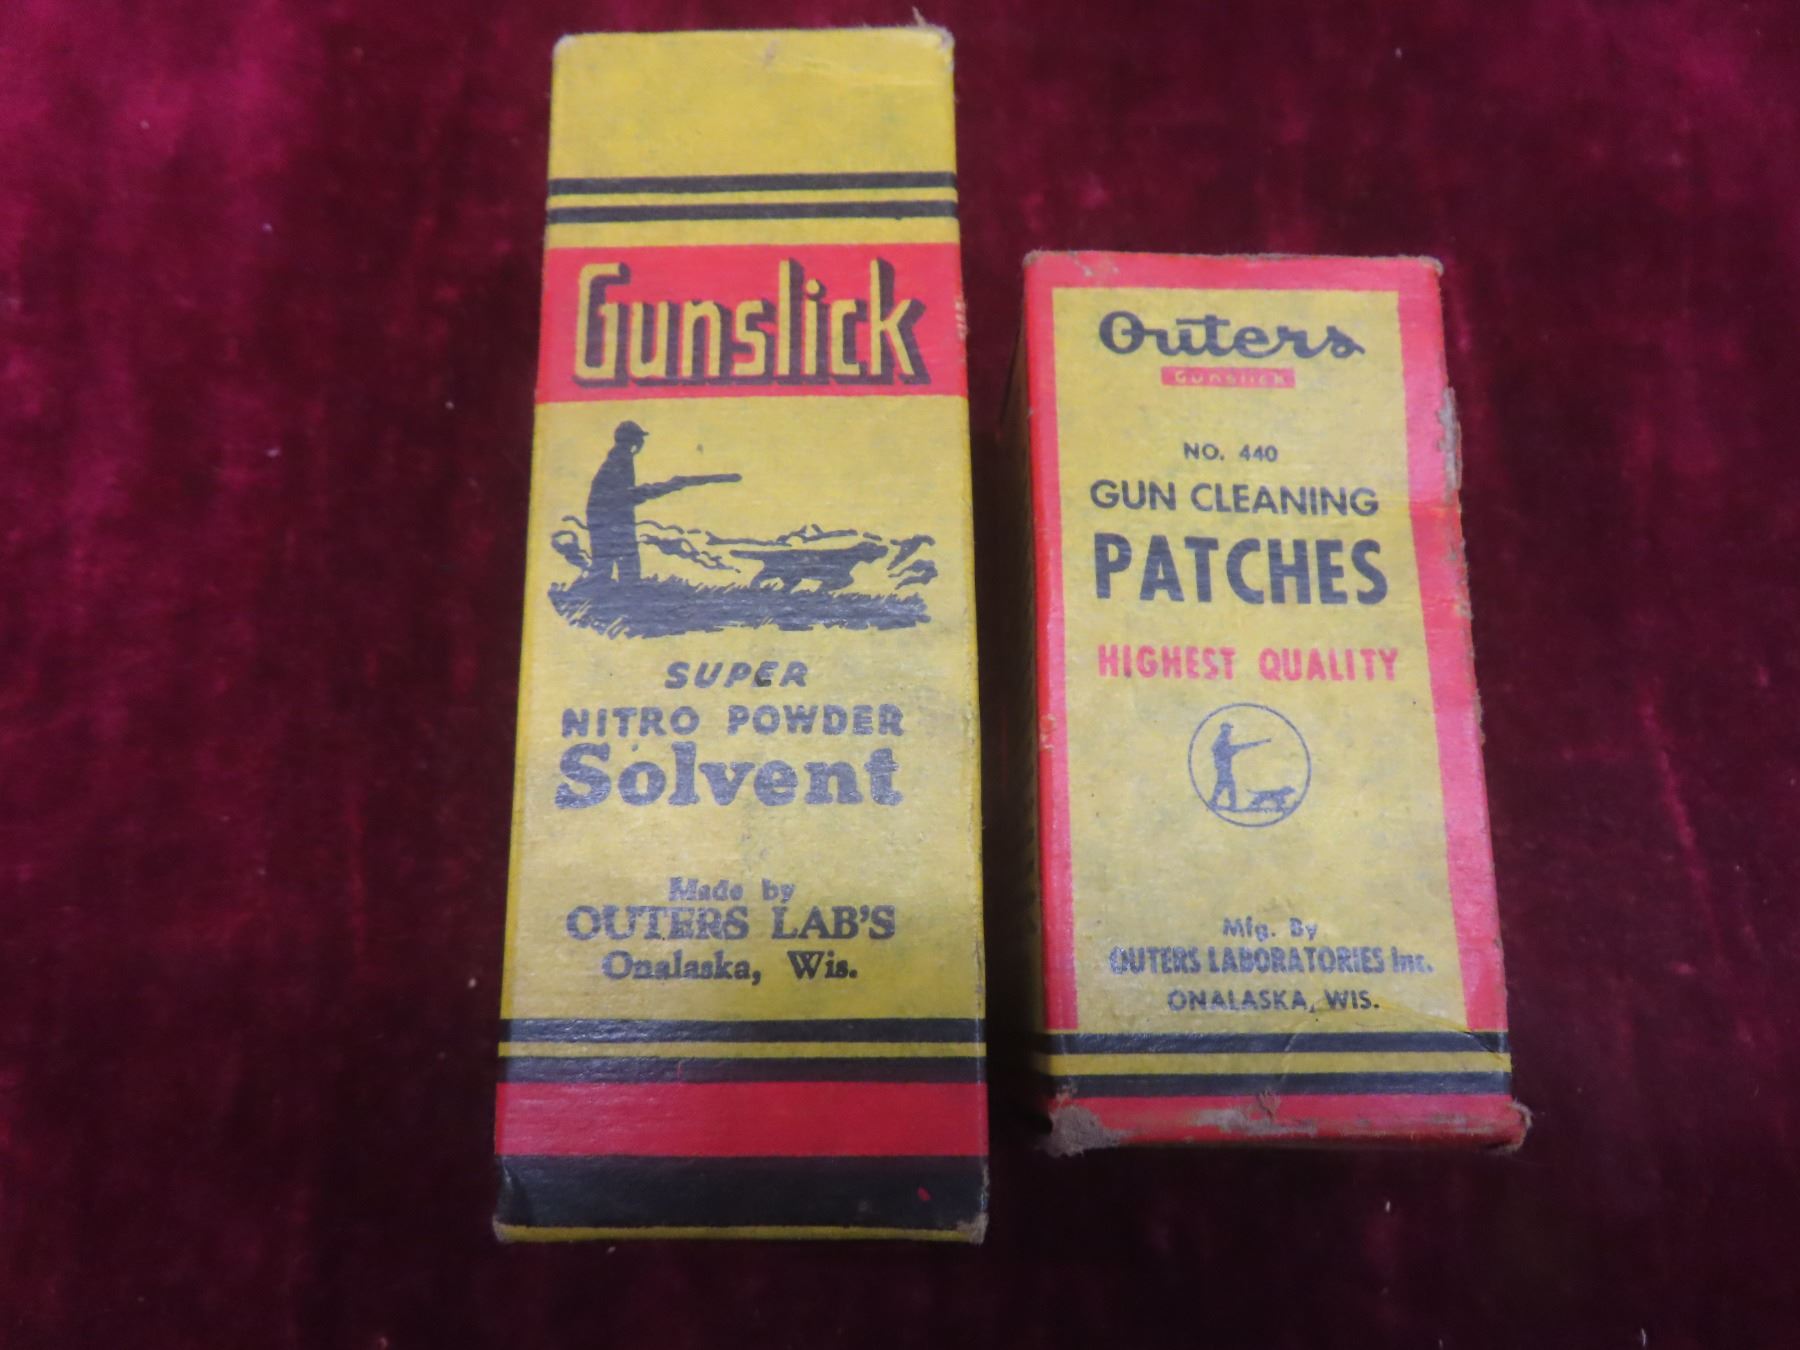 Gunslick
SUPER
NITRO POWDER
Solvent
Made by
OUTERS LAB'S
Onalaska, Wis.
Outers
Gunslick
NO. 440
GUN CLEANING
PATCHES
HIGHEST QUALITY
Mfg. By
OUTERS LABORATORIES Inc.
ONALASKA, WIS.